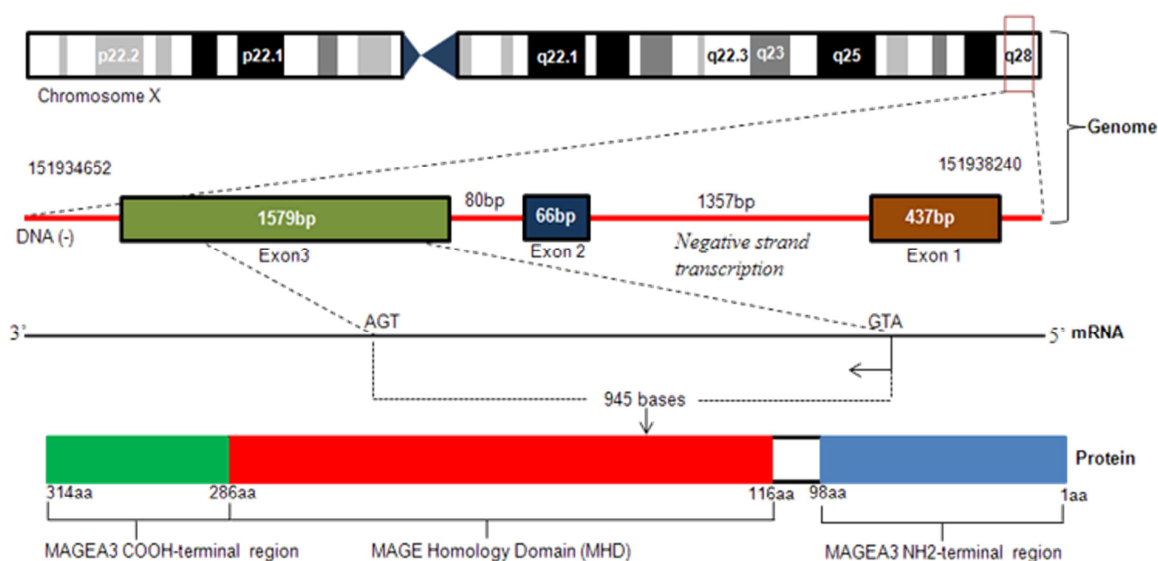 p22.2 p22.1 q22.1 q22.3 q23 q25 q28
Chromosome X
Genome
151934652 151938240
1579bp 80bp 66bp 1357bp 437bp
DNA (-) Exon3 Exon 2 Negative strand Exon 1
transcription
AGT GTA
3’ 5’ mRNA
945 bases
Protein
314aa 286aa 116aa 98aa 1aa
MAGEA3 COOH-terminal region MAGE Homology Domain (MHD) MAGEA3 NH2-terminal region